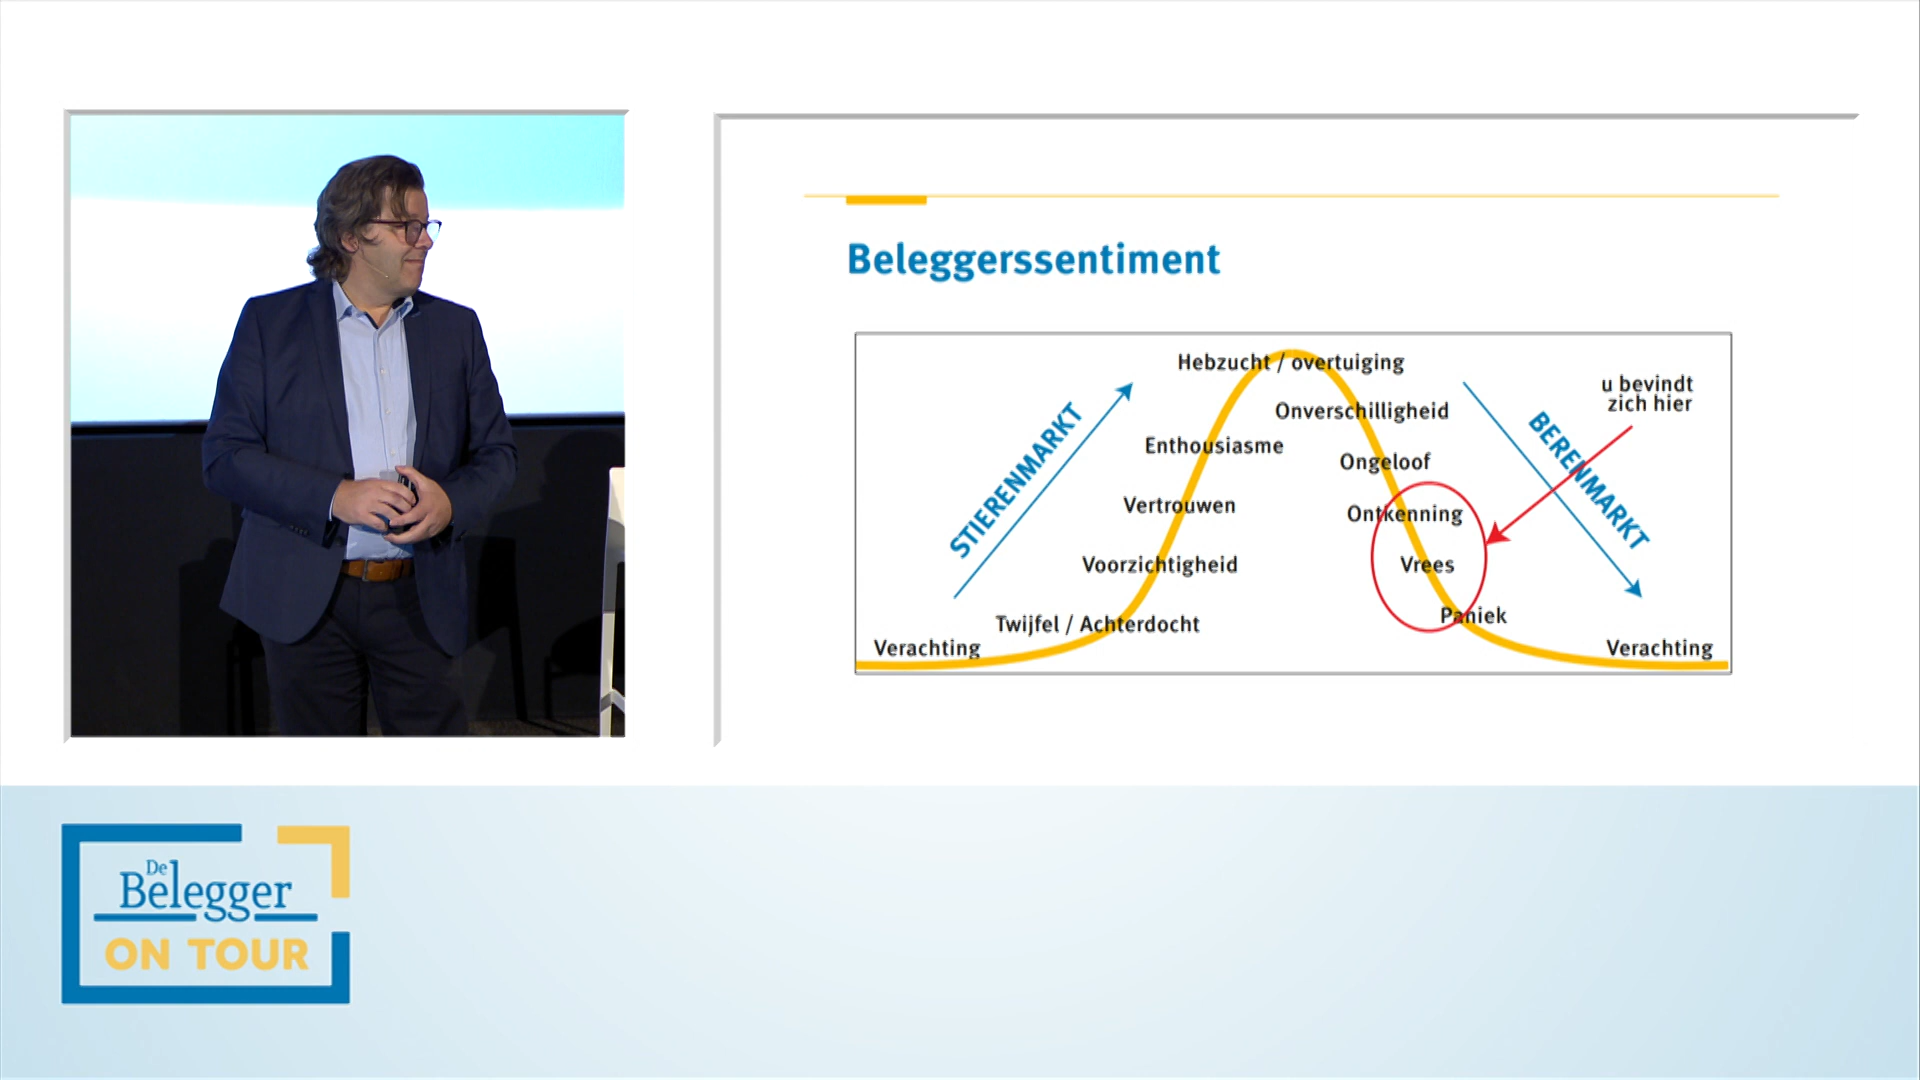 Beleggerssentiment
Hebzucht / overtuiging
u bevindt
zich hier
Onverschilligheid
STIERENMARKT
BERENMARKT
Enthousiasme
Ongeloof
Vertrouwen
Ontkenning
Voorzichtigheid
Vrees
Twijfel / Achterdocht
Paniek
Verachting
Verachting
De
Belegger
ON TOUR